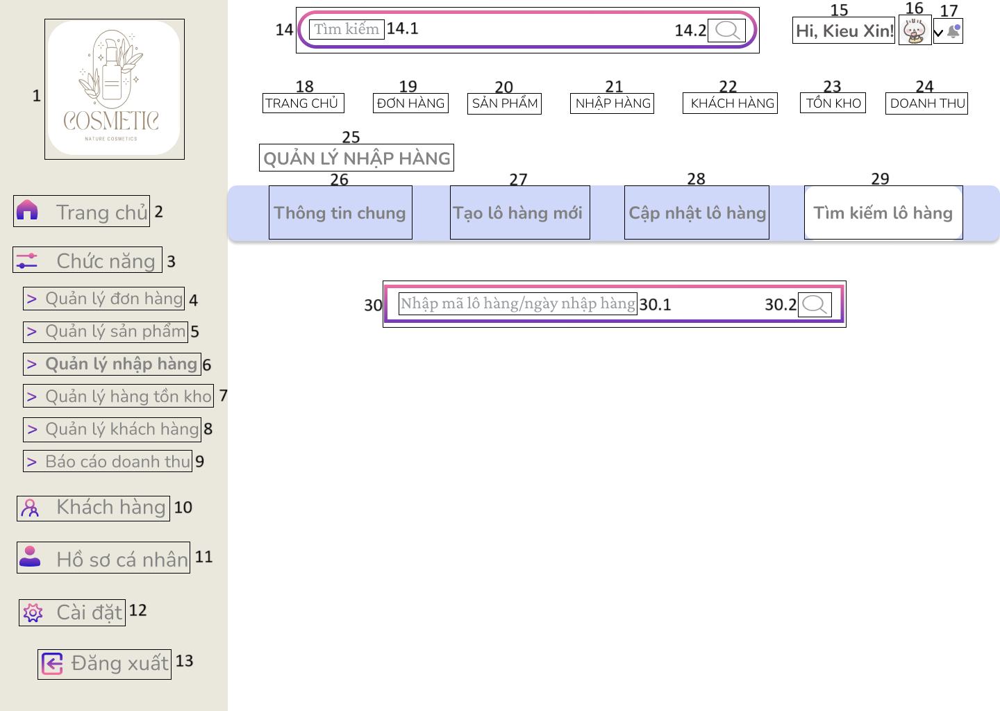 COSMETIC
NATURE COSMETICS
1
Trang chủ 2
Chức năng 3
> Quản lý đơn hàng 4
> Quản lý sản phẩm 5
> Quản lý nhập hàng 6
> Quản lý hàng tồn kho 7
> Quản lý khách hàng 8
> Báo cáo doanh thu 9
Khách hàng 10
Hồ sơ cá nhân 11
Cài đặt 12
Đăng xuất 13
14 Tìm kiếm 14.1 14.2
15 16 17
Hi, Kieu Xin!
18 19 20 21 22 23 24
TRANG CHỦ ĐƠN HÀNG SẢN PHẨM NHẬP HÀNG KHÁCH HÀNG TỒN KHO DOANH THU
25
QUẢN LÝ NHẬP HÀNG
26 27 28 29
Thông tin chung Tạo lô hàng mới Cập nhật lô hàng Tìm kiếm lô hàng
30 Nhập mã lô hàng/ngày nhập hàng 30.1 30.2